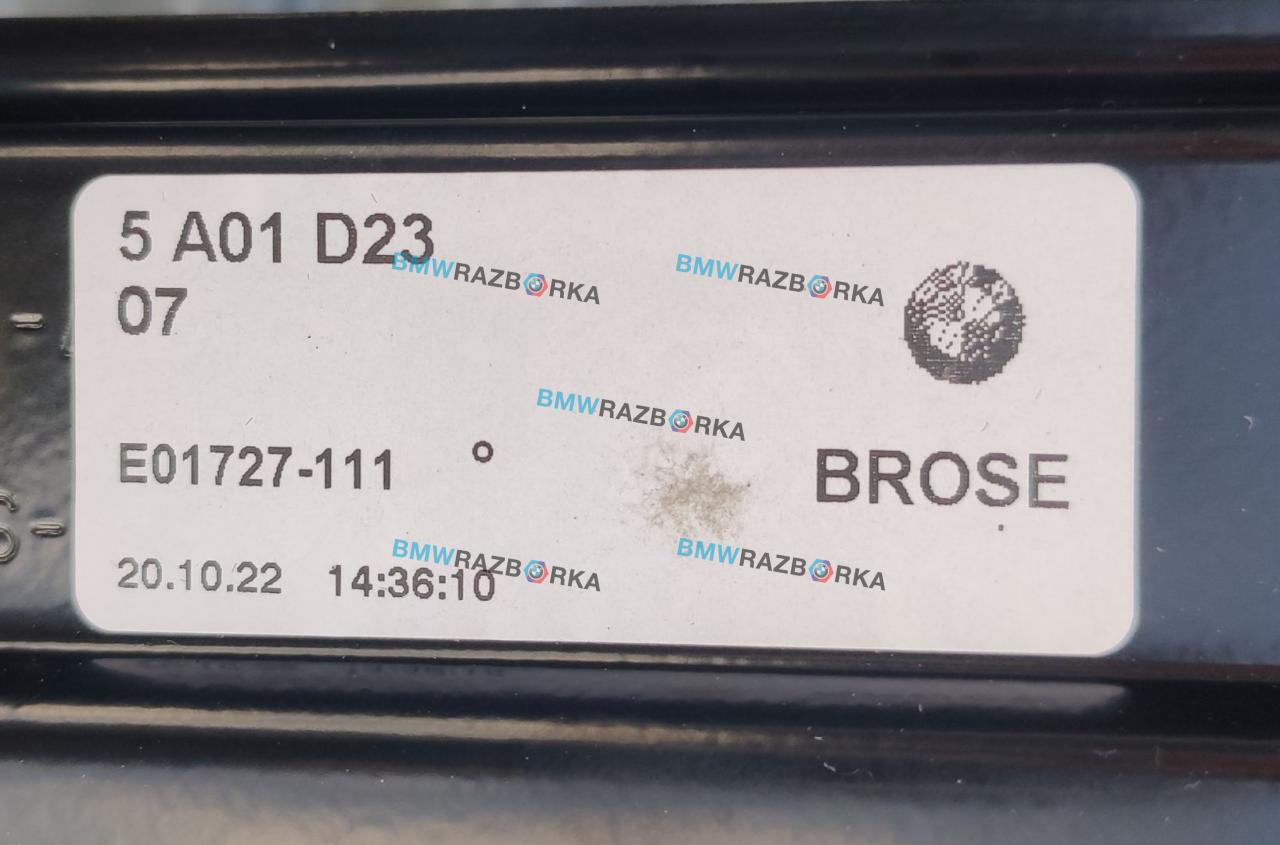 5 A01 D23
07
BMWRAZBORKA
BMWRAZBORKA
BMWRAZBORKA
E01727-111
BROSE
BMWRAZBORKA
BMWRAZBORKA
20.10.22 14:36:10